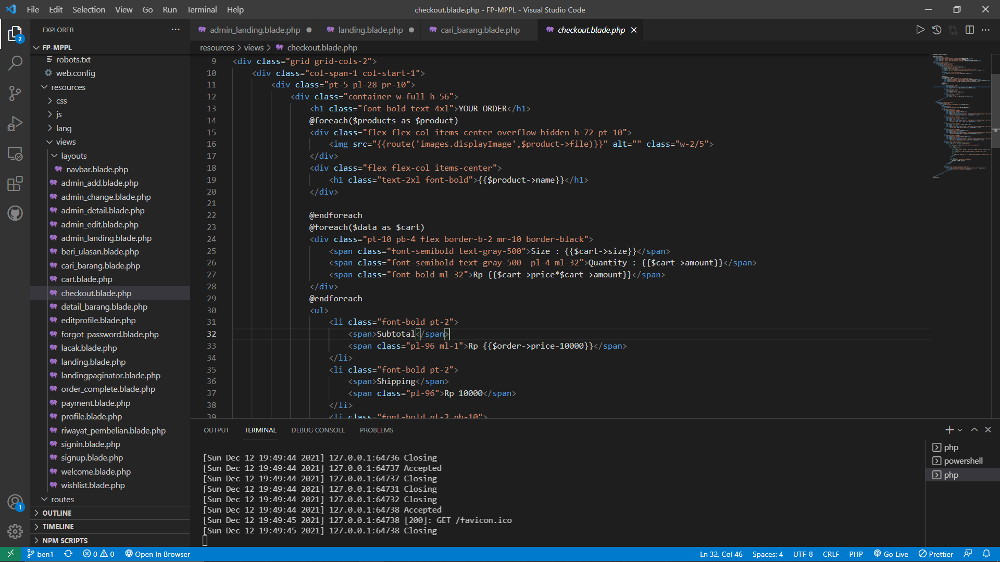 File Edit Selection View Go Run Terminal Help
checkout.blade.php - FP-MPPL - Visual Studio Code
2
EXPLORER
FP-MPPL
robots.txt
web.config
resources
css
js
lang
views
layouts
navbar.blade.php
admin_add.blade.php
admin_change.blade.php
admin_detail.blade.php
admin_edit.blade.php
admin_landing.blade.php
beri_ulasan.blade.php
cari_barang.blade.php
cart.blade.php
checkout.blade.php
detail_barang.blade.php
editprofile.blade.php
forgot_password.blade.php
lacak.blade.php
landing.blade.php
landingpaginator.blade.php
order_complete.blade.php
payment.blade.php
profile.blade.php
riwayat_pembelian.blade.php
signin.blade.php
signup.blade.php
welcome.blade.php
wishlist.blade.php
routes
OUTLINE
TIMELINE
NPM SCRIPTS
1
admin_landing.blade.php landing.blade.php cari_barang.blade.php checkout.blade.php
resources > views > checkout.blade.php
9 <div class="grid grid-cols-2">
10 <div class="col-span-1 col-start-1">
11 <div class="pt-5 pl-28 pr-10">
12 <div class="container w-full h-56">
13 <h1 class="font-bold text-4xl">YOUR ORDER</h1>
14 @foreach($products as $product)
15 <div class="flex flex-col items-center overflow-hidden h-72 pt-10">
16 <img src="{{route('images.displayImage',$product->file)}}" alt="" class="w-2/5">
17 </div>
18 <div class="flex flex-col items-center">
19 <h1 class="text-2xl font-bold">{{$product->name}}</h1>
20 </div>
21
22 @endforeach
23 @foreach($data as $cart)
24 <div class="pt-10 pb-4 flex border-b-2 mr-10 border-black">
25 <span class="font-semibold text-gray-500">Size : {{$cart->size}}</span>
26 <span class="font-semibold text-gray-500  pl-4 ml-32">Quantity : {{$cart->amount}}</span>
27 <span class="font-bold ml-32">Rp {{$cart->price*$cart->amount}}</span>
28 </div>
29 @endforeach
30 <ul>
31 <li class="font-bold pt-2">
32 <span>Subtotal</span>
33 <span class="pl-96 ml-1">Rp {{$order->price-10000}}</span>
34 </li>
35 <li class="font-bold pt-2">
36 <span>Shipping</span>
37 <span class="pl-96">Rp 10000</span>
38 </li>
39 <li class="font-bold pt-2 pb-10">
OUTPUT TERMINAL DEBUG CONSOLE PROBLEMS
[Sun Dec 12 19:49:44 2021] 127.0.0.1:64736 Closing
[Sun Dec 12 19:49:44 2021] 127.0.0.1:64737 Accepted
[Sun Dec 12 19:49:44 2021] 127.0.0.1:64737 Closing
[Sun Dec 12 19:49:44 2021] 127.0.0.1:64731 Closing
[Sun Dec 12 19:49:44 2021] 127.0.0.1:64732 Closing
[Sun Dec 12 19:49:44 2021] 127.0.0.1:64738 Accepted
[Sun Dec 12 19:49:45 2021] 127.0.0.1:64738 [200]: GET /favicon.ico
[Sun Dec 12 19:49:45 2021] 127.0.0.1:64738 Closing
php
powershell
php
ben1 0 0 Open In Browser
Ln 32, Col 46 Spaces: 4 UTF-8 CRLF PHP Go Live Prettier